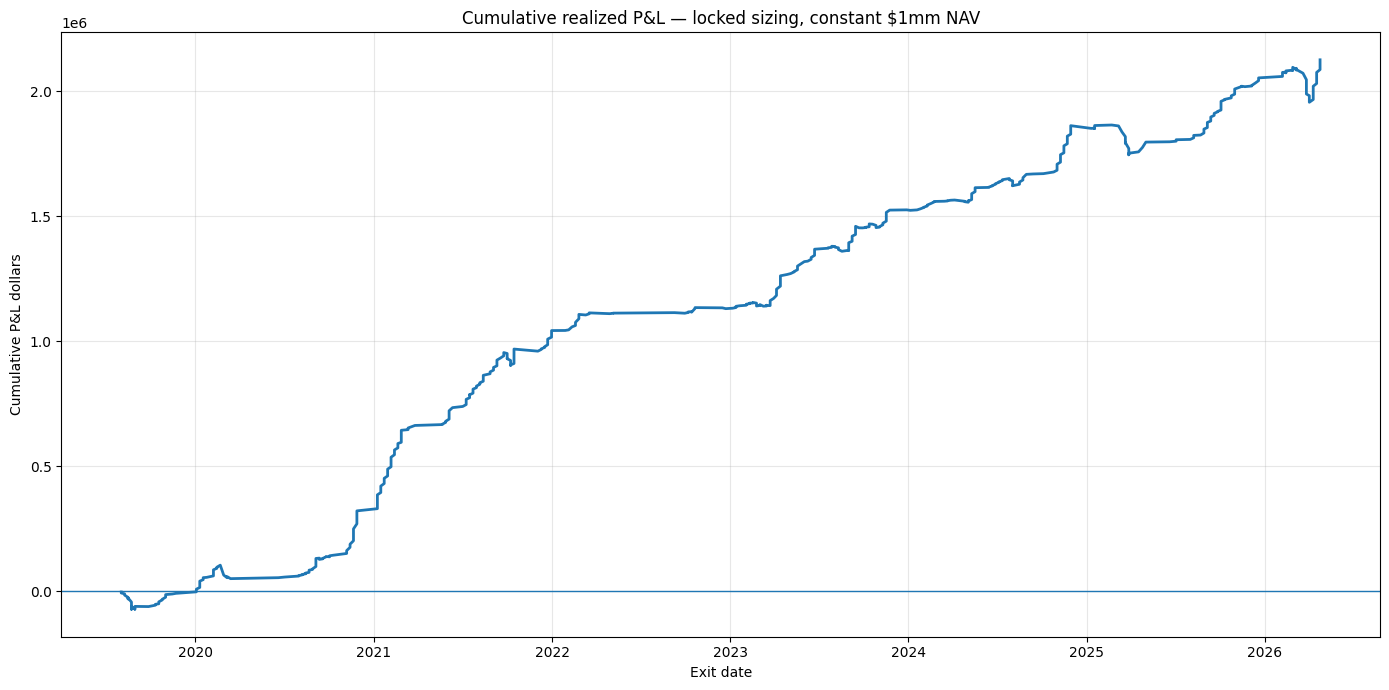 Cumulative realized P&L — locked sizing, constant $1mm NAV
1e6
2.0
1.5
1.0
0.5
0.0
Cumulative P&L dollars
2020 2021 2022 2023 2024 2025 2026
Exit date